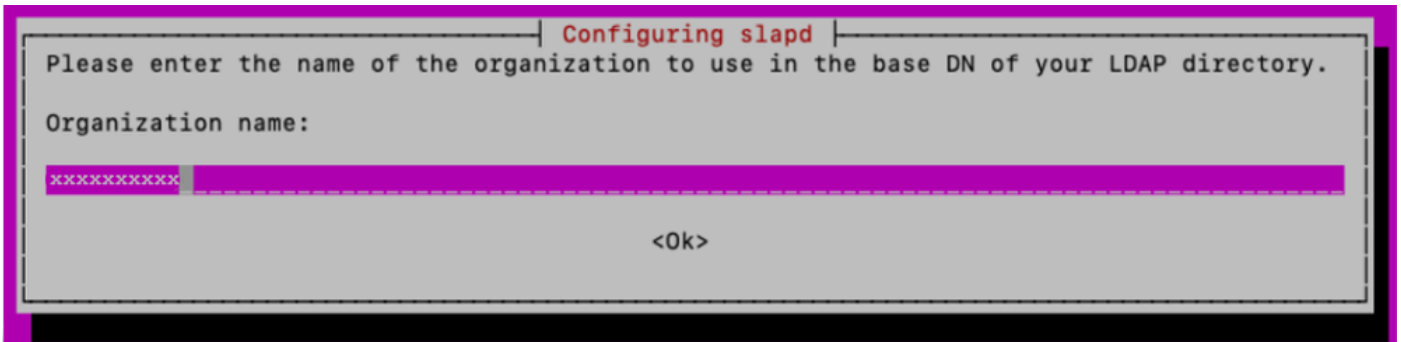 Configuring slapd
Please enter the name of the organization to use in the base DN of your LDAP directory.
Organization name:
xxxxxxxxxx
<Ok>